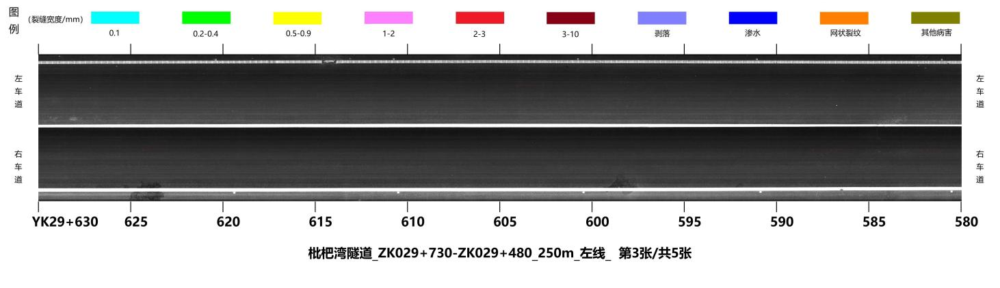 图例
(裂缝宽度/mm)
0.1 0.2-0.4 0.5-0.9 1-2 2-3 3-10 剥落 渗水 网状裂纹 其他病害
左车道
左车道
右车道
右车道
YK29+630 625 620 615 610 605 600 595 590 585 580
枇杷湾隧道_ZK029+730-ZK029+480_250m_左线_ 第3张/共5张